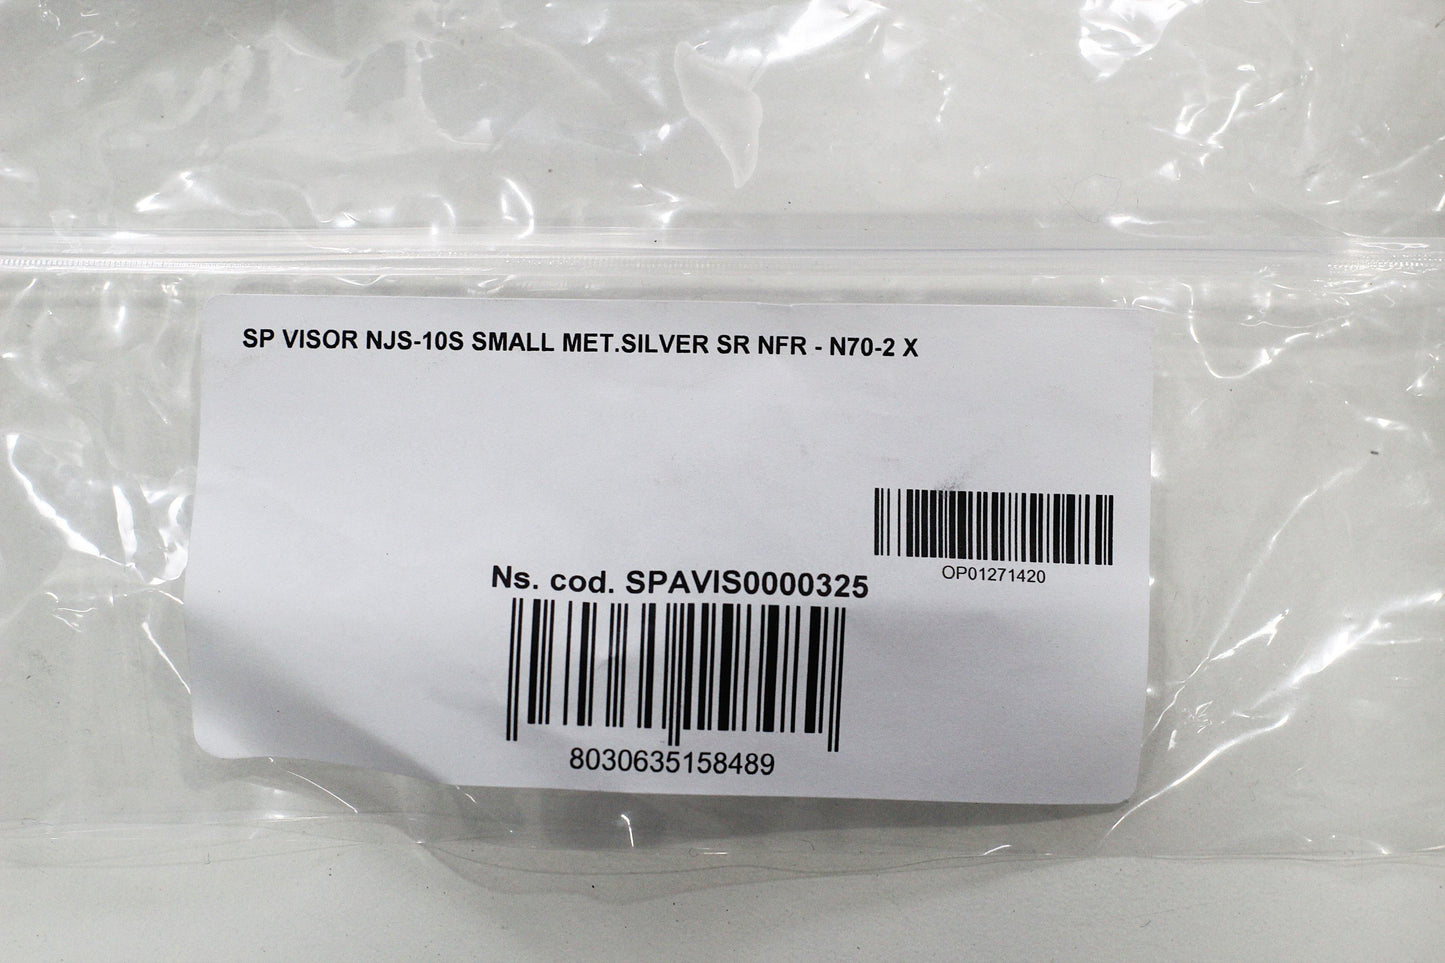 SP VISOR NJS-10S SMALL MET.SILVER SR NFR - N70-2 X
OP01271420
Ns. cod. SPAVIS0000325
8030635158489